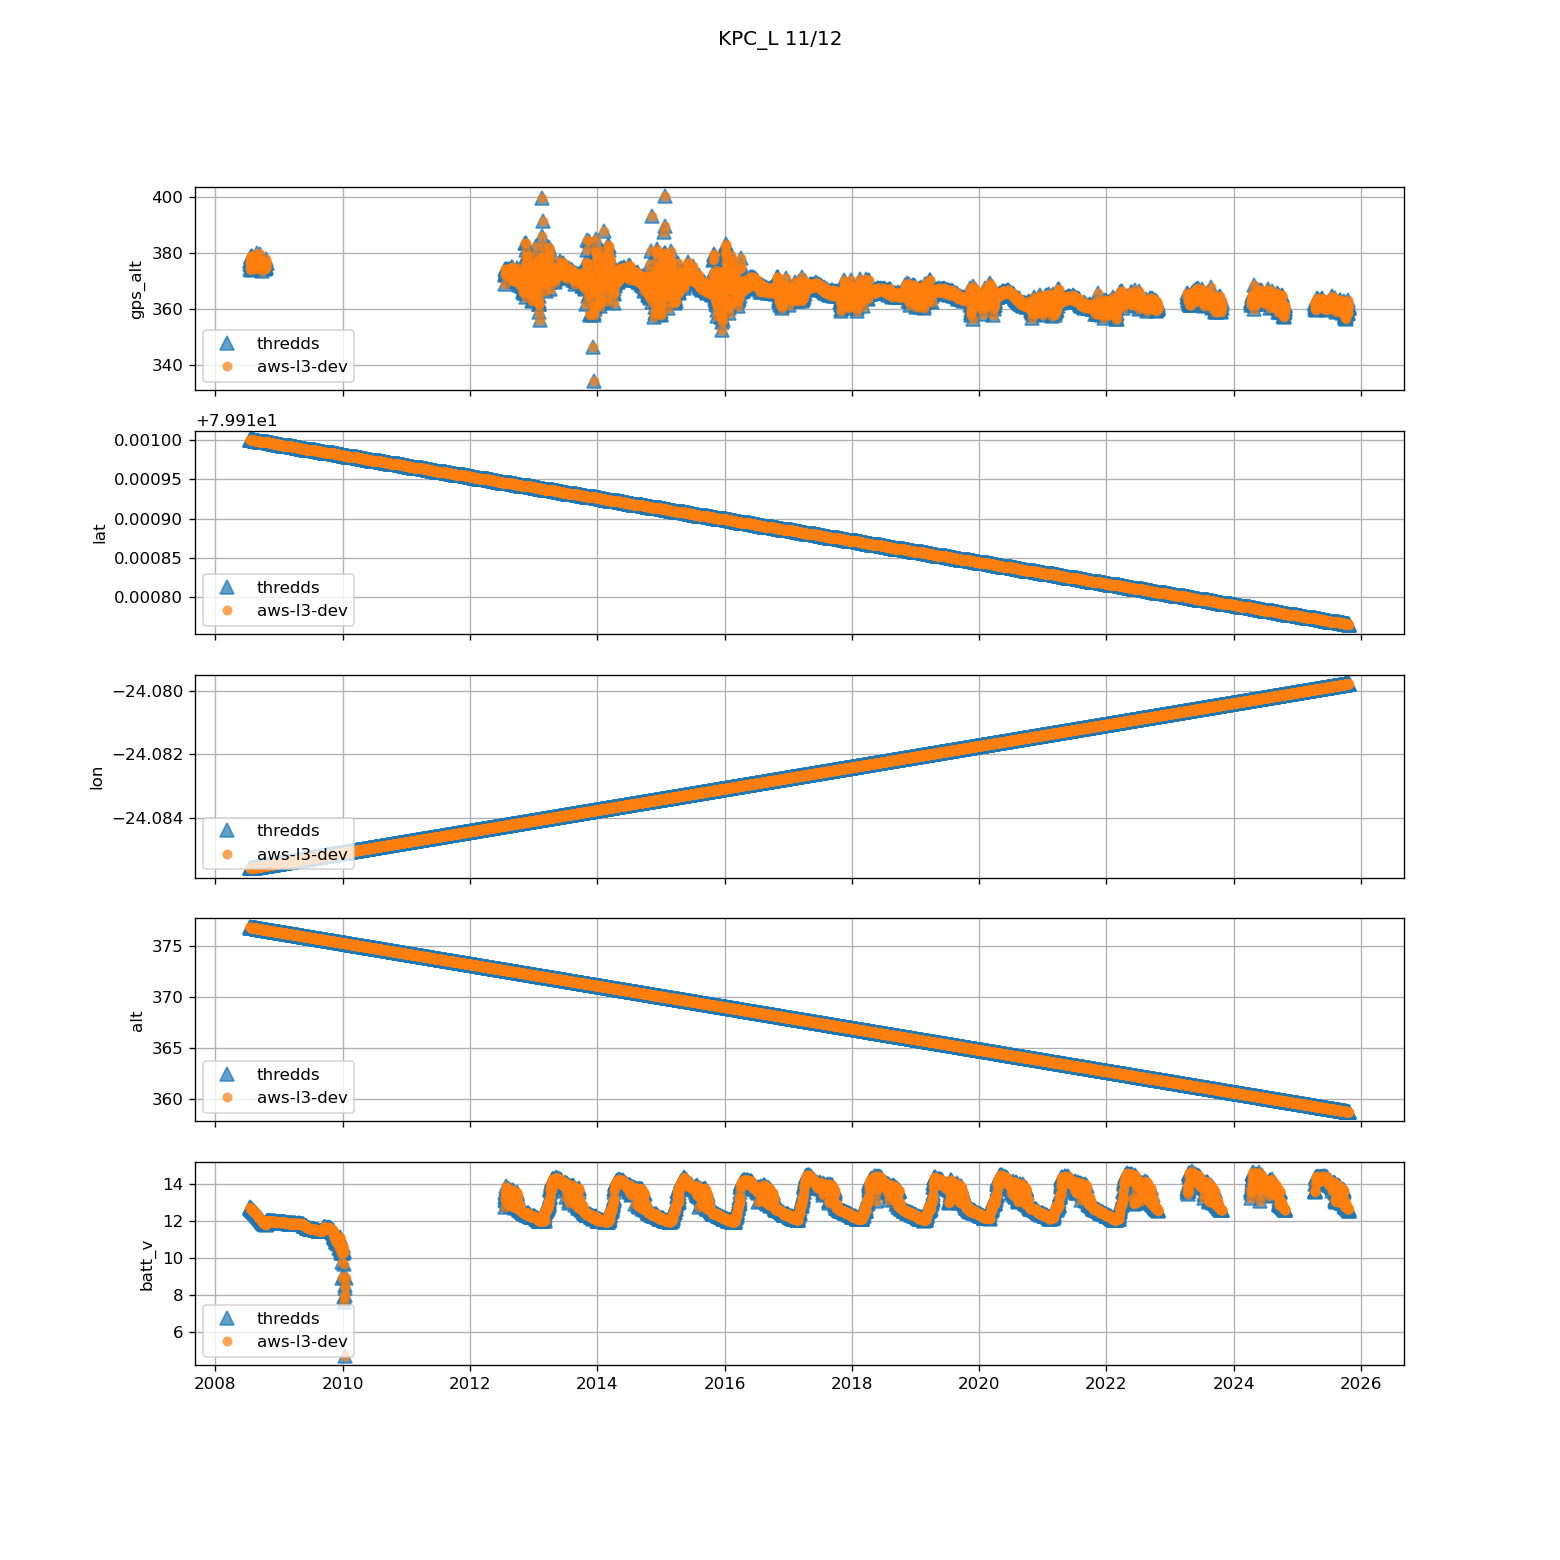 KPC_L 11/12
400
380
360
340
gps_alt
thredds
aws-l3-dev
+7.991e1
0.00100
0.00095
0.00090
0.00085
0.00080
lat
thredds
aws-l3-dev
−24.080
−24.082
−24.084
lon
thredds
aws-l3-dev
375
370
365
360
alt
thredds
aws-l3-dev
14
12
10
8
6
batt_v
thredds
aws-l3-dev
2008 2010 2012 2014 2016 2018 2020 2022 2024 2026